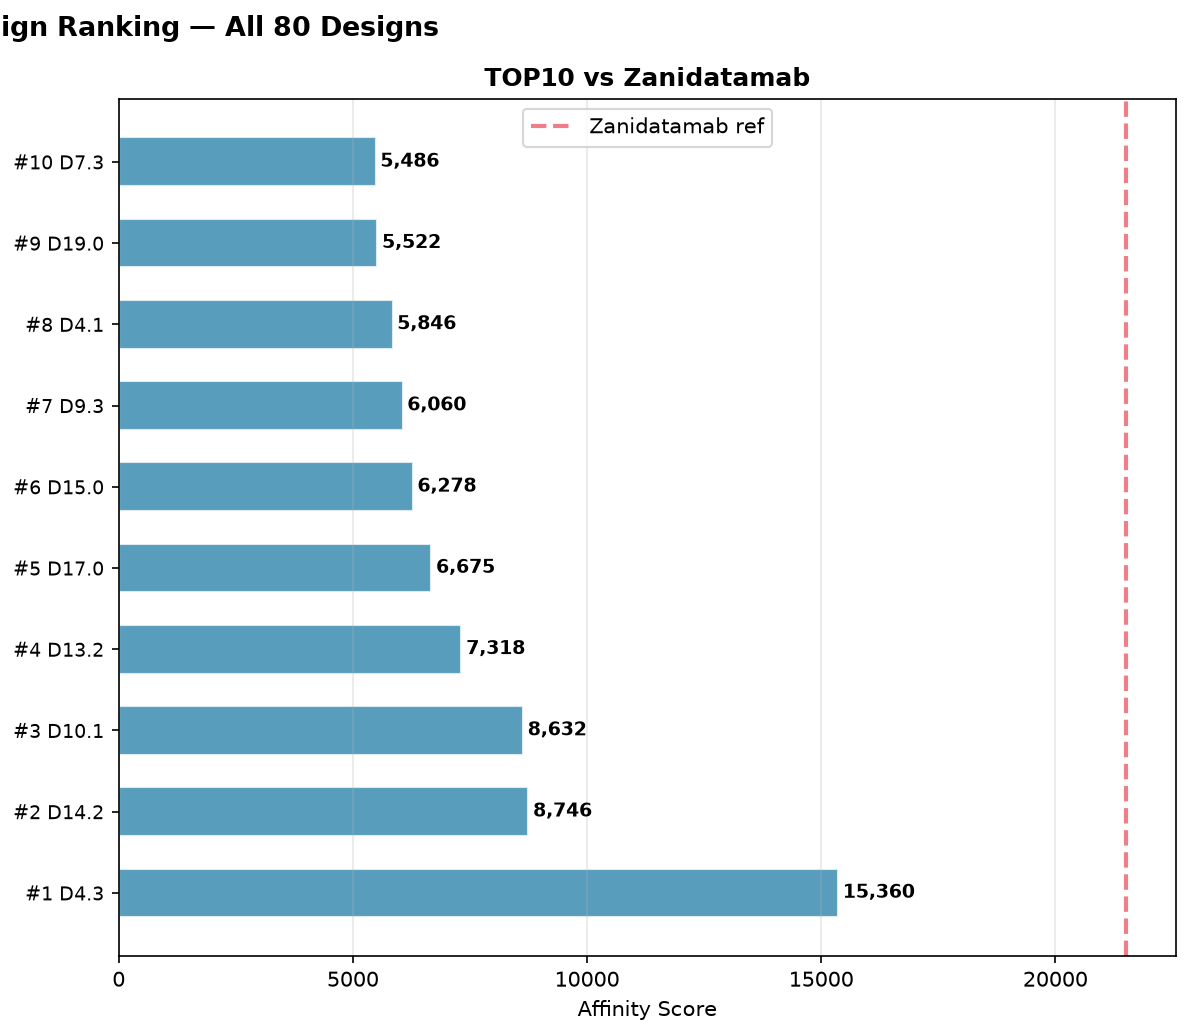 ign Ranking — All 80 Designs
TOP10 vs Zanidatamab
Zanidatamab ref
#10 D7.3 5,486
#9 D19.0 5,522
#8 D4.1 5,846
#7 D9.3 6,060
#6 D15.0 6,278
#5 D17.0 6,675
#4 D13.2 7,318
#3 D10.1 8,632
#2 D14.2 8,746
#1 D4.3 15,360
0 5000 10000 15000 20000
Affinity Score